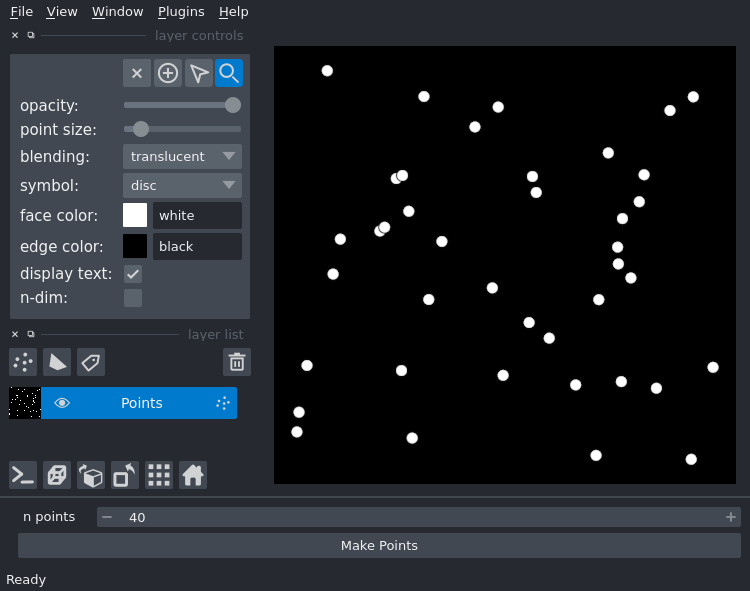 File View Window Plugins Help
layer controls
opacity:
point size:
blending: translucent
symbol: disc
face color: white
edge color: black
display text:
n-dim:
layer list
Points
n points 40
Make Points
Ready